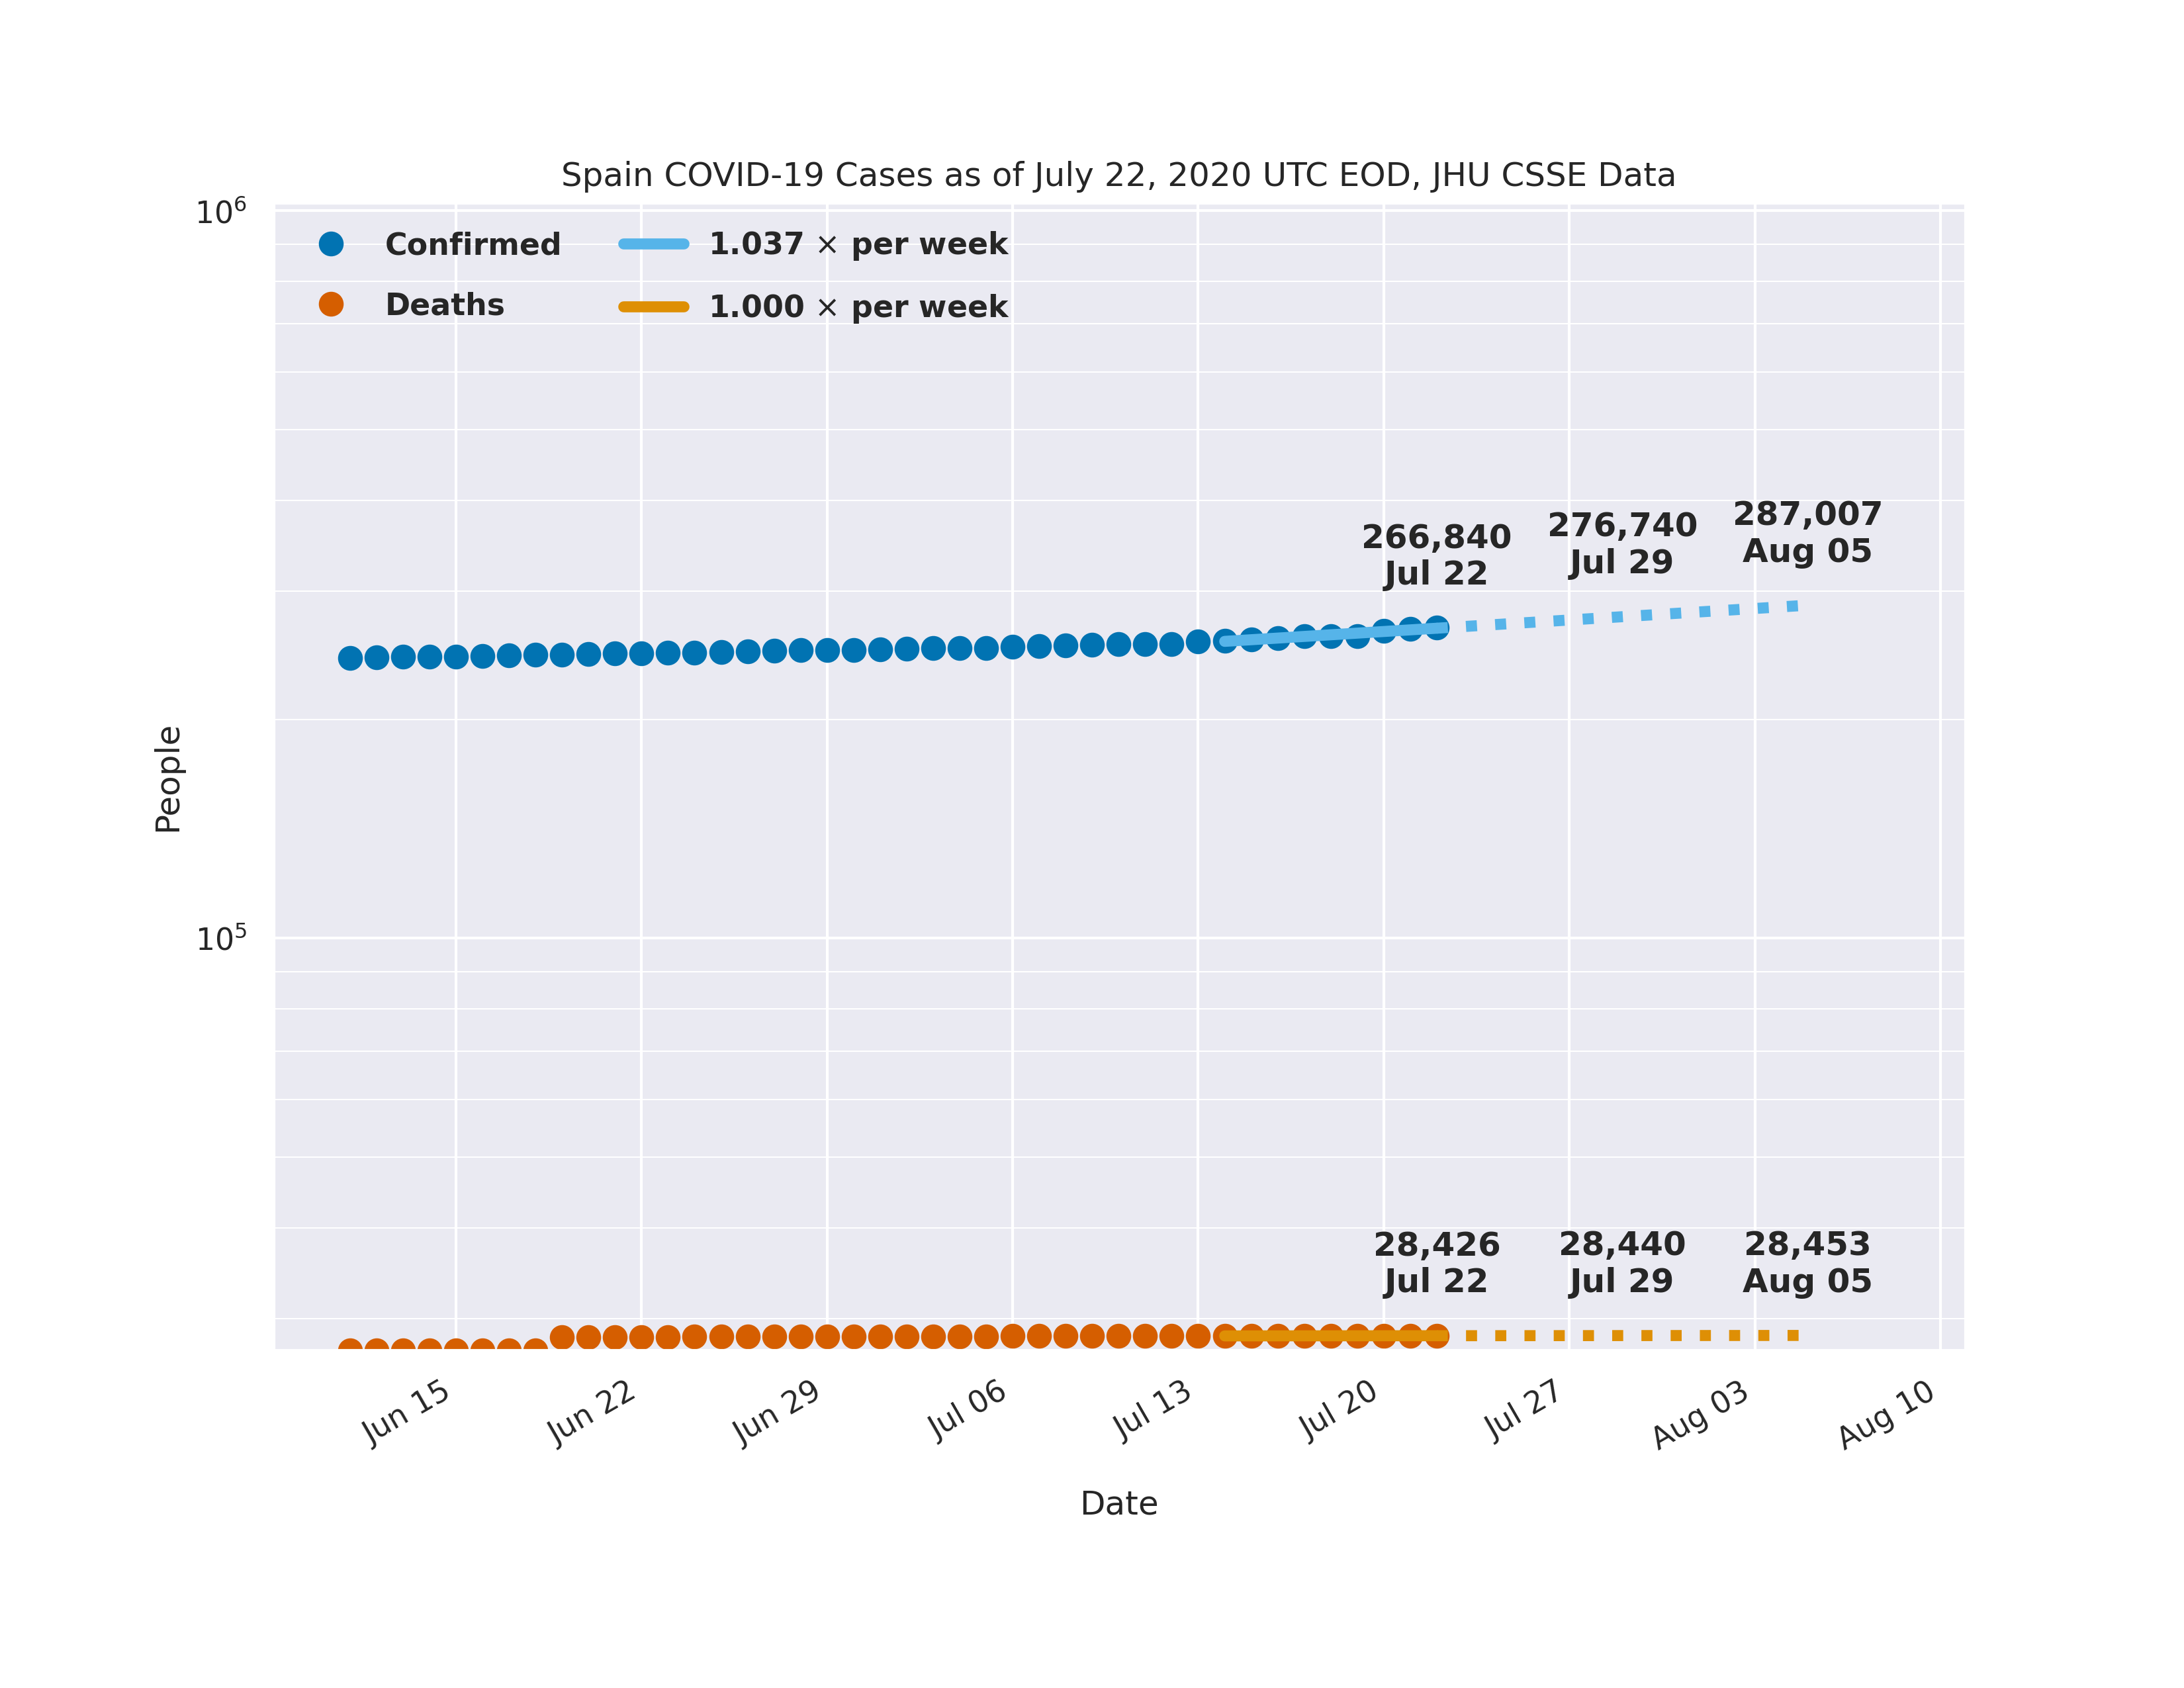 Spain COVID-19 Cases as of July 22, 2020 UTC EOD, JHU CSSE Data
10⁶
Confirmed
1.037 × per week
Deaths
1.000 × per week
266,840
Jul 22
276,740
Jul 29
287,007
Aug 05
People
10⁵
28,426
Jul 22
28,440
Jul 29
28,453
Aug 05
Jun 15
Jun 22
Jun 29
Jul 06
Jul 13
Jul 20
Jul 27
Aug 03
Aug 10
Date